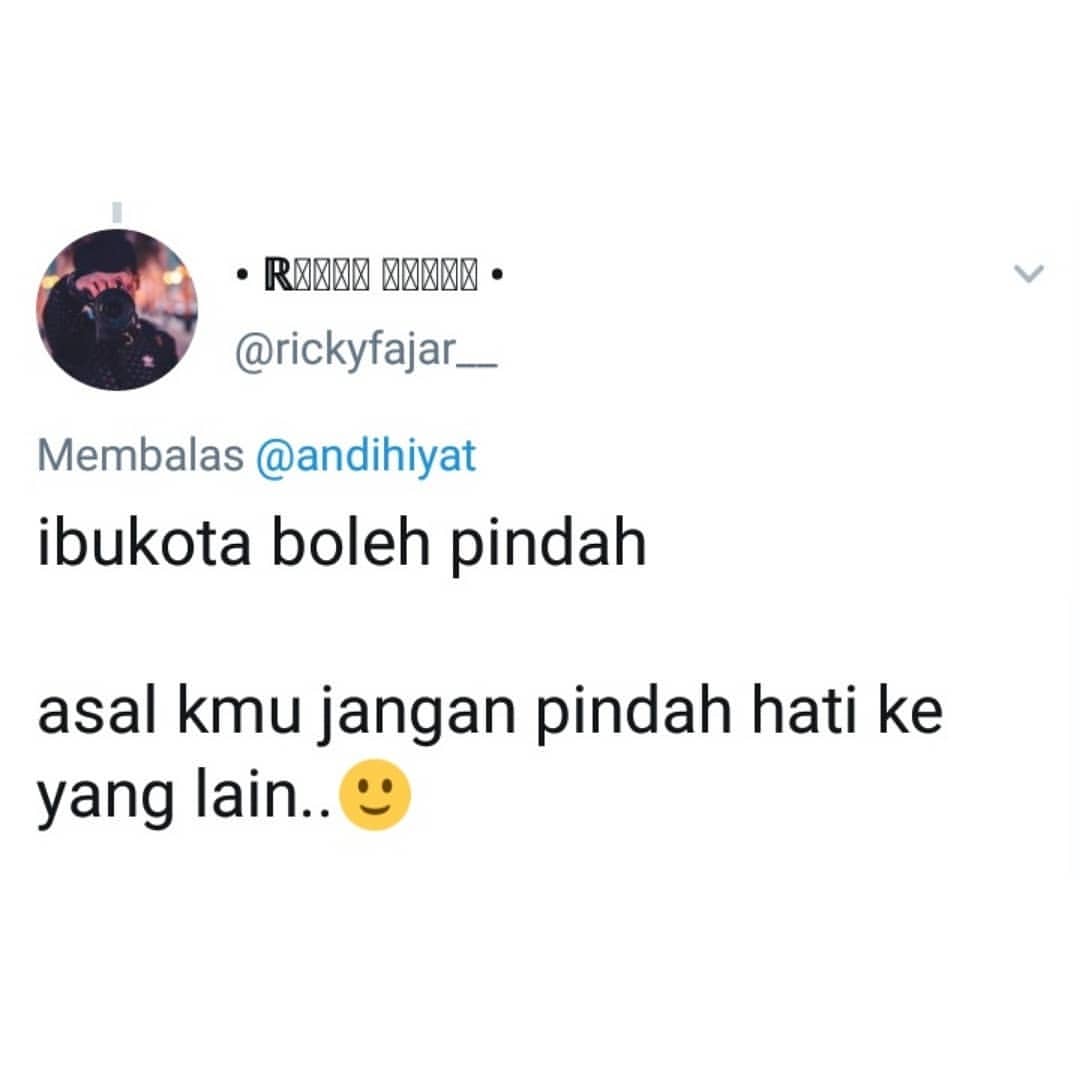 @rickyfajar__
Membalas @andihiyat
ibukota boleh pindah
asal kmu jangan pindah hati ke
yang lain..🙂